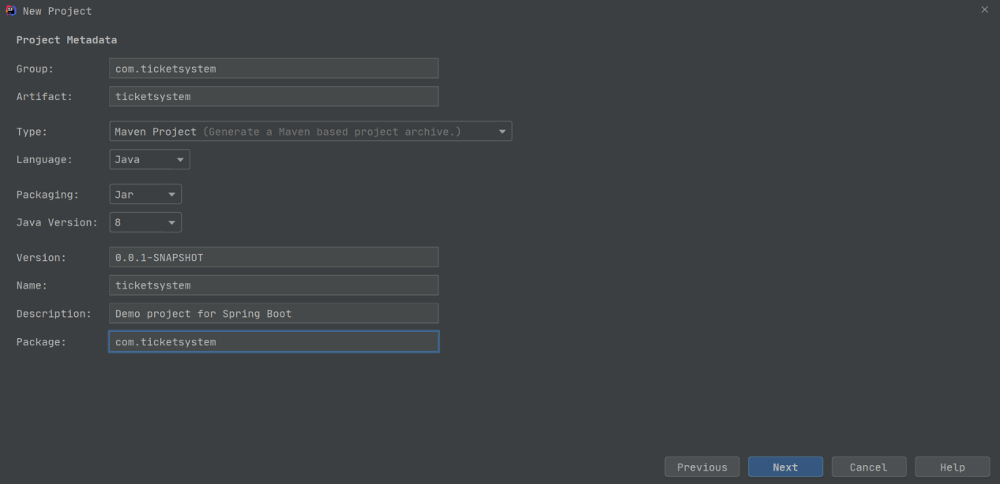 New Project
Project Metadata
Group: com.ticketsystem
Artifact: ticketsystem
Type: Maven Project (Generate a Maven based project archive.)
Language: Java
Packaging: Jar
Java Version: 8
Version: 0.0.1-SNAPSHOT
Name: ticketsystem
Description: Demo project for Spring Boot
Package: com.ticketsystem
Previous Next Cancel Help